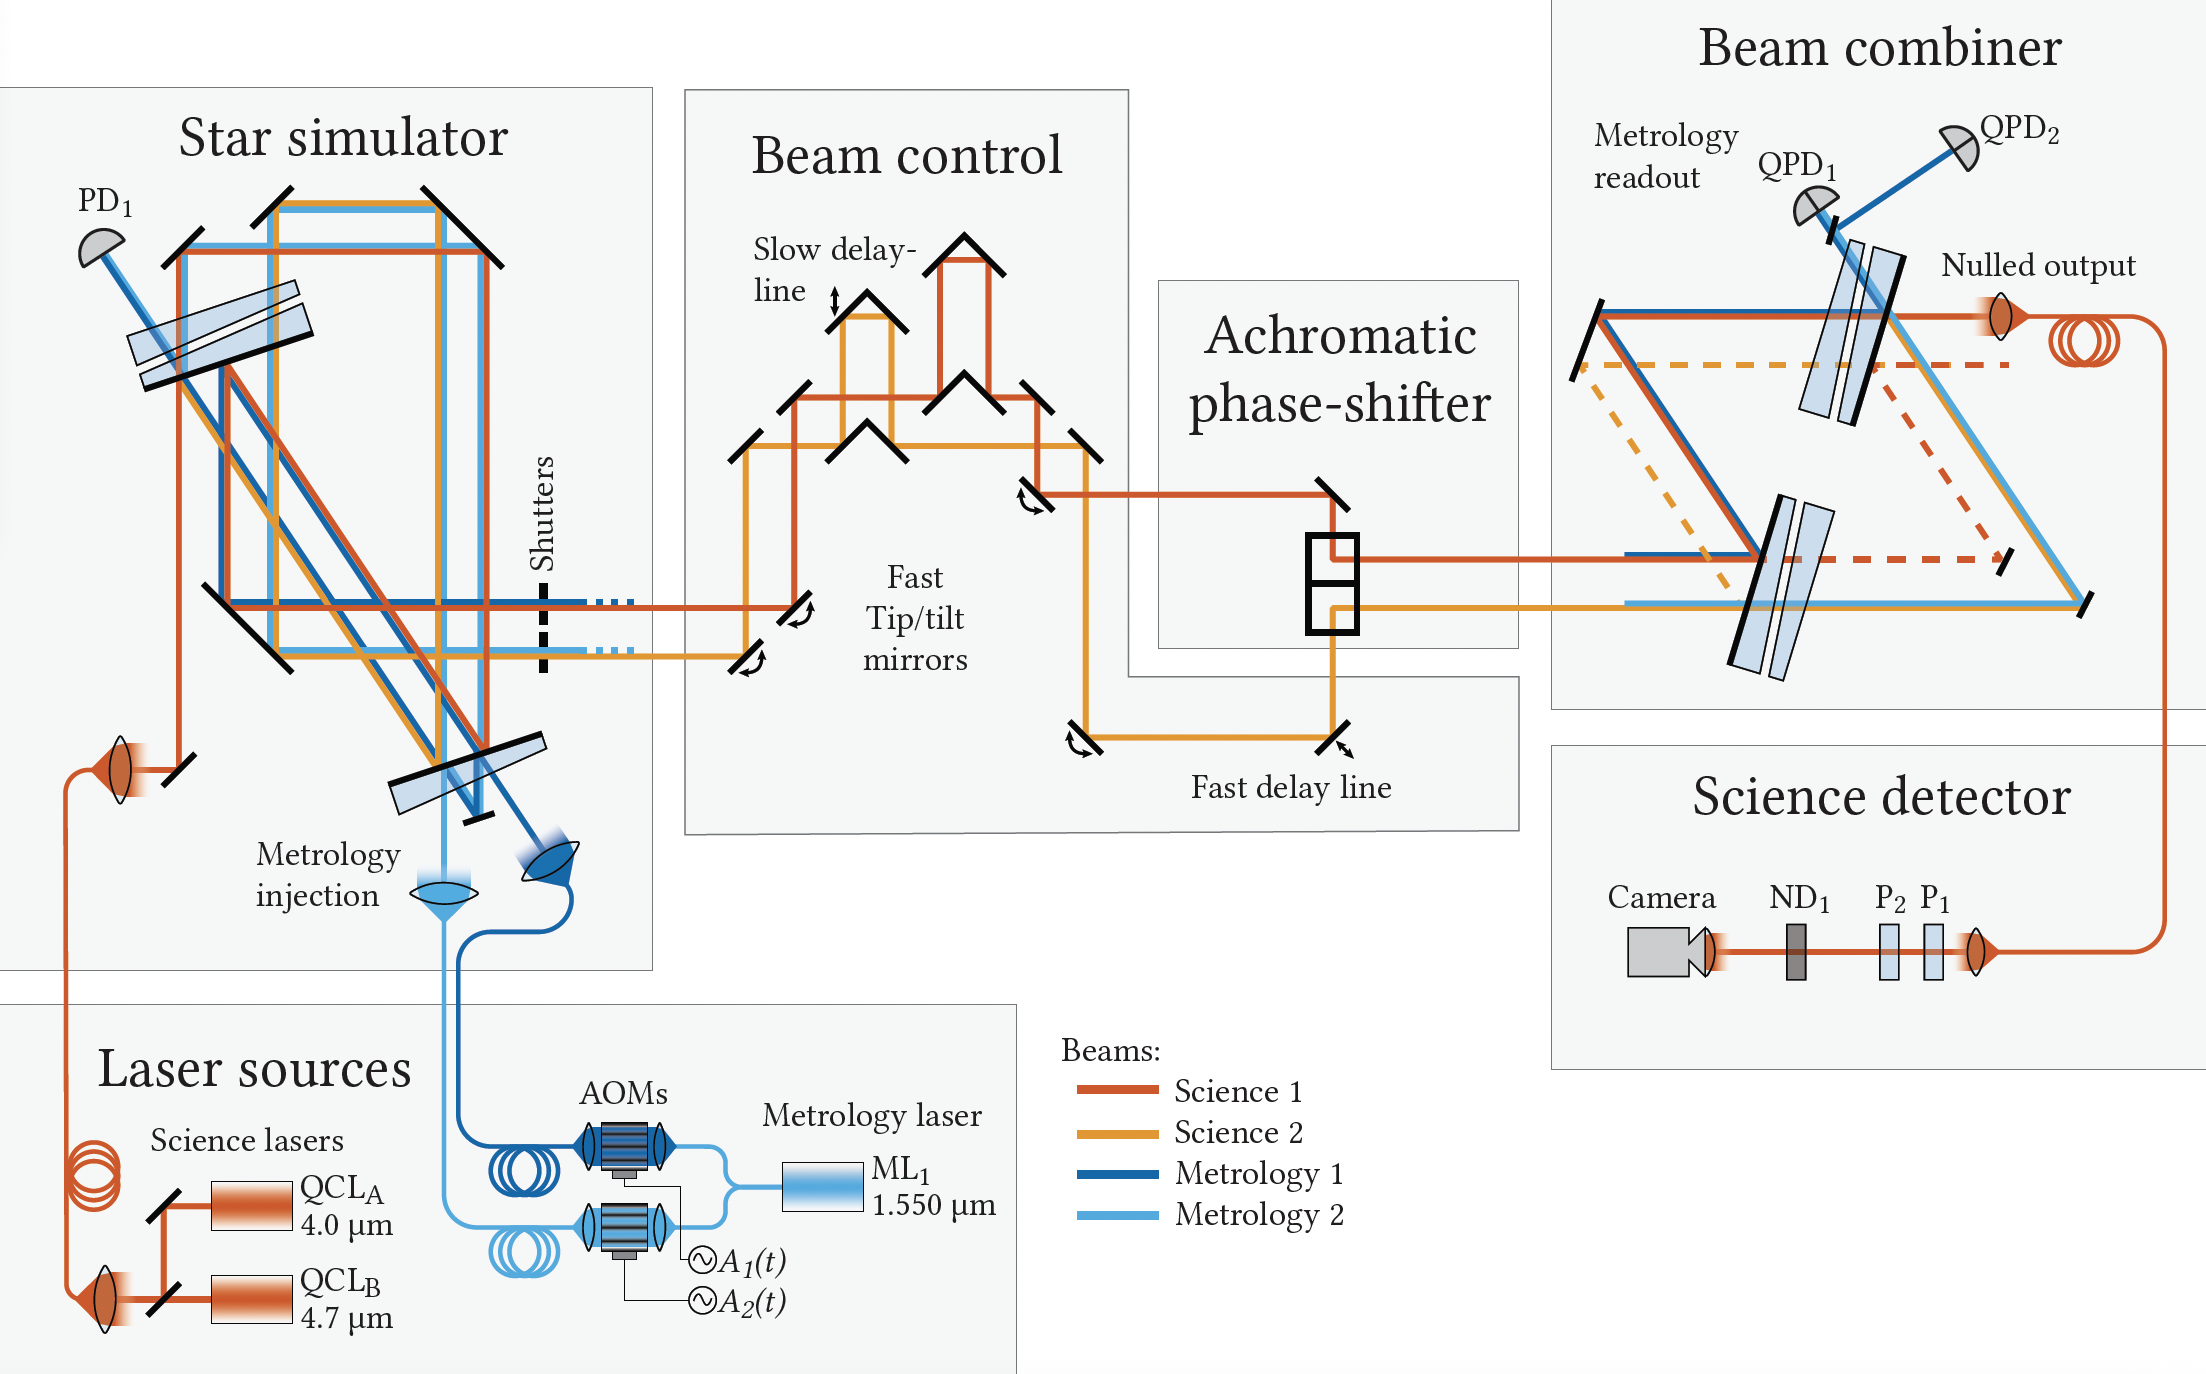 Star simulator
PD1
Shutters
Metrology
injection
Beam control
Slow delay-
line
Fast
Tip/tilt
mirrors
Fast delay line
Achromatic
phase-shifter
Beam combiner
Metrology
readout
QPD1
QPD2
Nulled output
Science detector
Camera
ND1
P2
P1
Laser sources
Science lasers
QCLA
4.0 μm
QCLB
4.7 μm
AOMs
Metrology laser
ML1
1.550 μm
A1(t)
A2(t)
Beams:
Science 1
Science 2
Metrology 1
Metrology 2